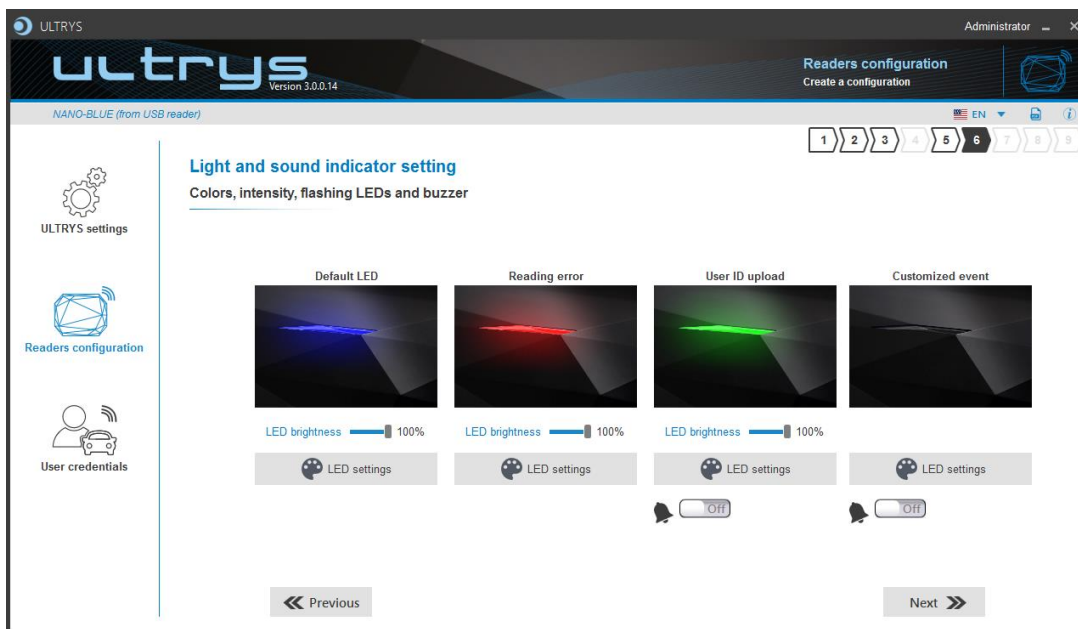 ULTRYS
Administrator
ultrys
Version 3.0.0.14
Readers configuration
Create a configuration
NANO-BLUE (from USB reader)
EN
1 2 3 4 5 6 7 8 9
Light and sound indicator setting
Colors, intensity, flashing LEDs and buzzer
ULTRYS settings
Readers configuration
User credentials
Default LED
Reading error
User ID upload
Customized event
LED brightness 100%
LED brightness 100%
LED brightness 100%
LED settings
LED settings
LED settings
LED settings
Off
Off
Previous
Next